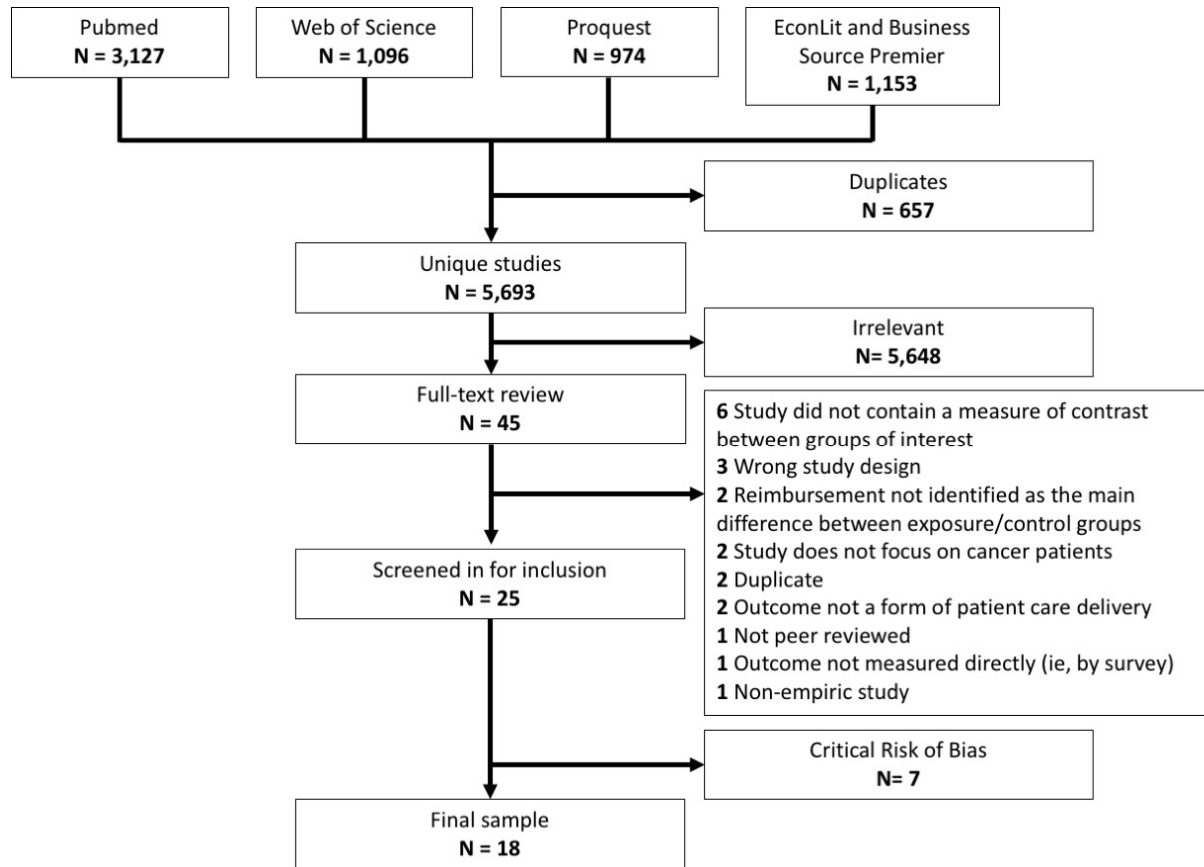 Pubmed
N = 3,127
Web of Science
N = 1,096
Proquest
N = 974
EconLit and Business
Source Premier
N = 1,153
Duplicates
N = 657
Unique studies
N = 5,693
Irrelevant
N= 5,648
Full-text review
N = 45
6 Study did not contain a measure of contrast
between groups of interest
3 Wrong study design
2 Reimbursement not identified as the main
difference between exposure/control groups
2 Study does not focus on cancer patients
2 Duplicate
2 Outcome not a form of patient care delivery
1 Not peer reviewed
1 Outcome not measured directly (ie, by survey)
1 Non-empiric study
Screened in for inclusion
N = 25
Critical Risk of Bias
N= 7
Final sample
N = 18